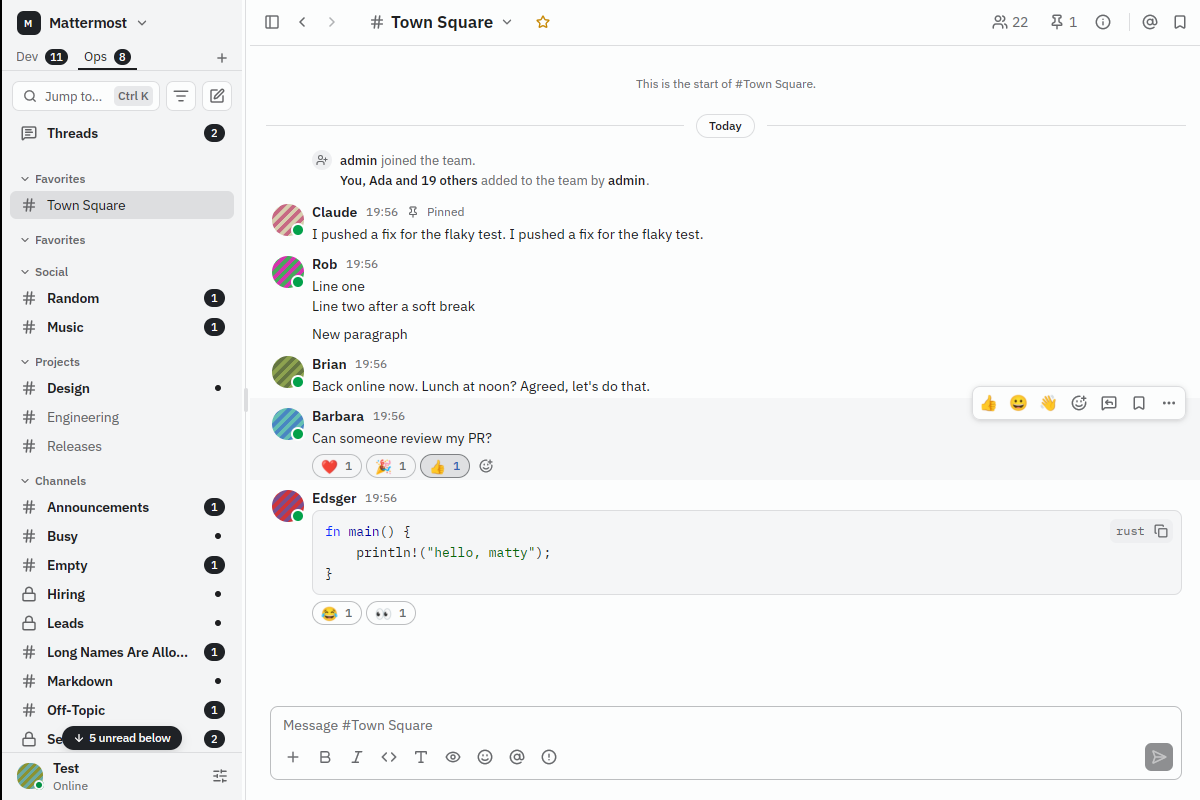 M Mattermost
Dev 11 Ops 8
Jump to... Ctrl K
Threads 2
Favorites
Town Square
Favorites
Social
Random 1
Music 1
Projects
Design
Engineering
Releases
Channels
Announcements 1
Busy
Empty 1
Hiring
Leads
Long Names Are Allo... 1
Markdown
Off-Topic 1
2
5 unread below
Test
Online
Town Square
22
1
This is the start of #Town Square.
Today
admin joined the team.
You, Ada and 19 others added to the team by admin.
Claude 19:56 Pinned
I pushed a fix for the flaky test. I pushed a fix for the flaky test.
Rob 19:56
Line one
Line two after a soft break
New paragraph
Brian 19:56
Back online now. Lunch at noon? Agreed, let's do that.
Barbara 19:56
Can someone review my PR?
1 1 1
Edsger 19:56
fn main() {
println!("hello, matty");
}
rust
1 1
Message #Town Square